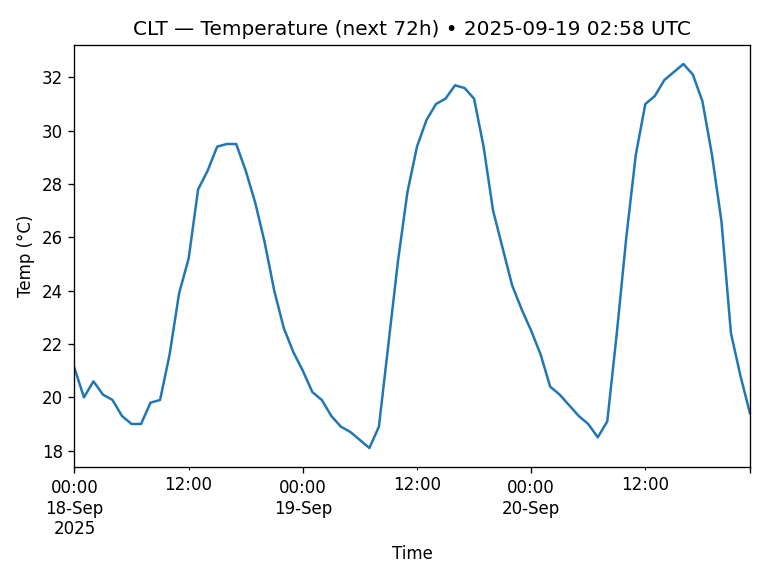 CLT — Temperature (next 72h) • 2025-09-19 02:58 UTC
32
30
28
26
24
22
20
18
Temp (°C)
00:00 12:00 00:00 12:00 00:00 12:00
18-Sep 19-Sep 20-Sep
2025
Time